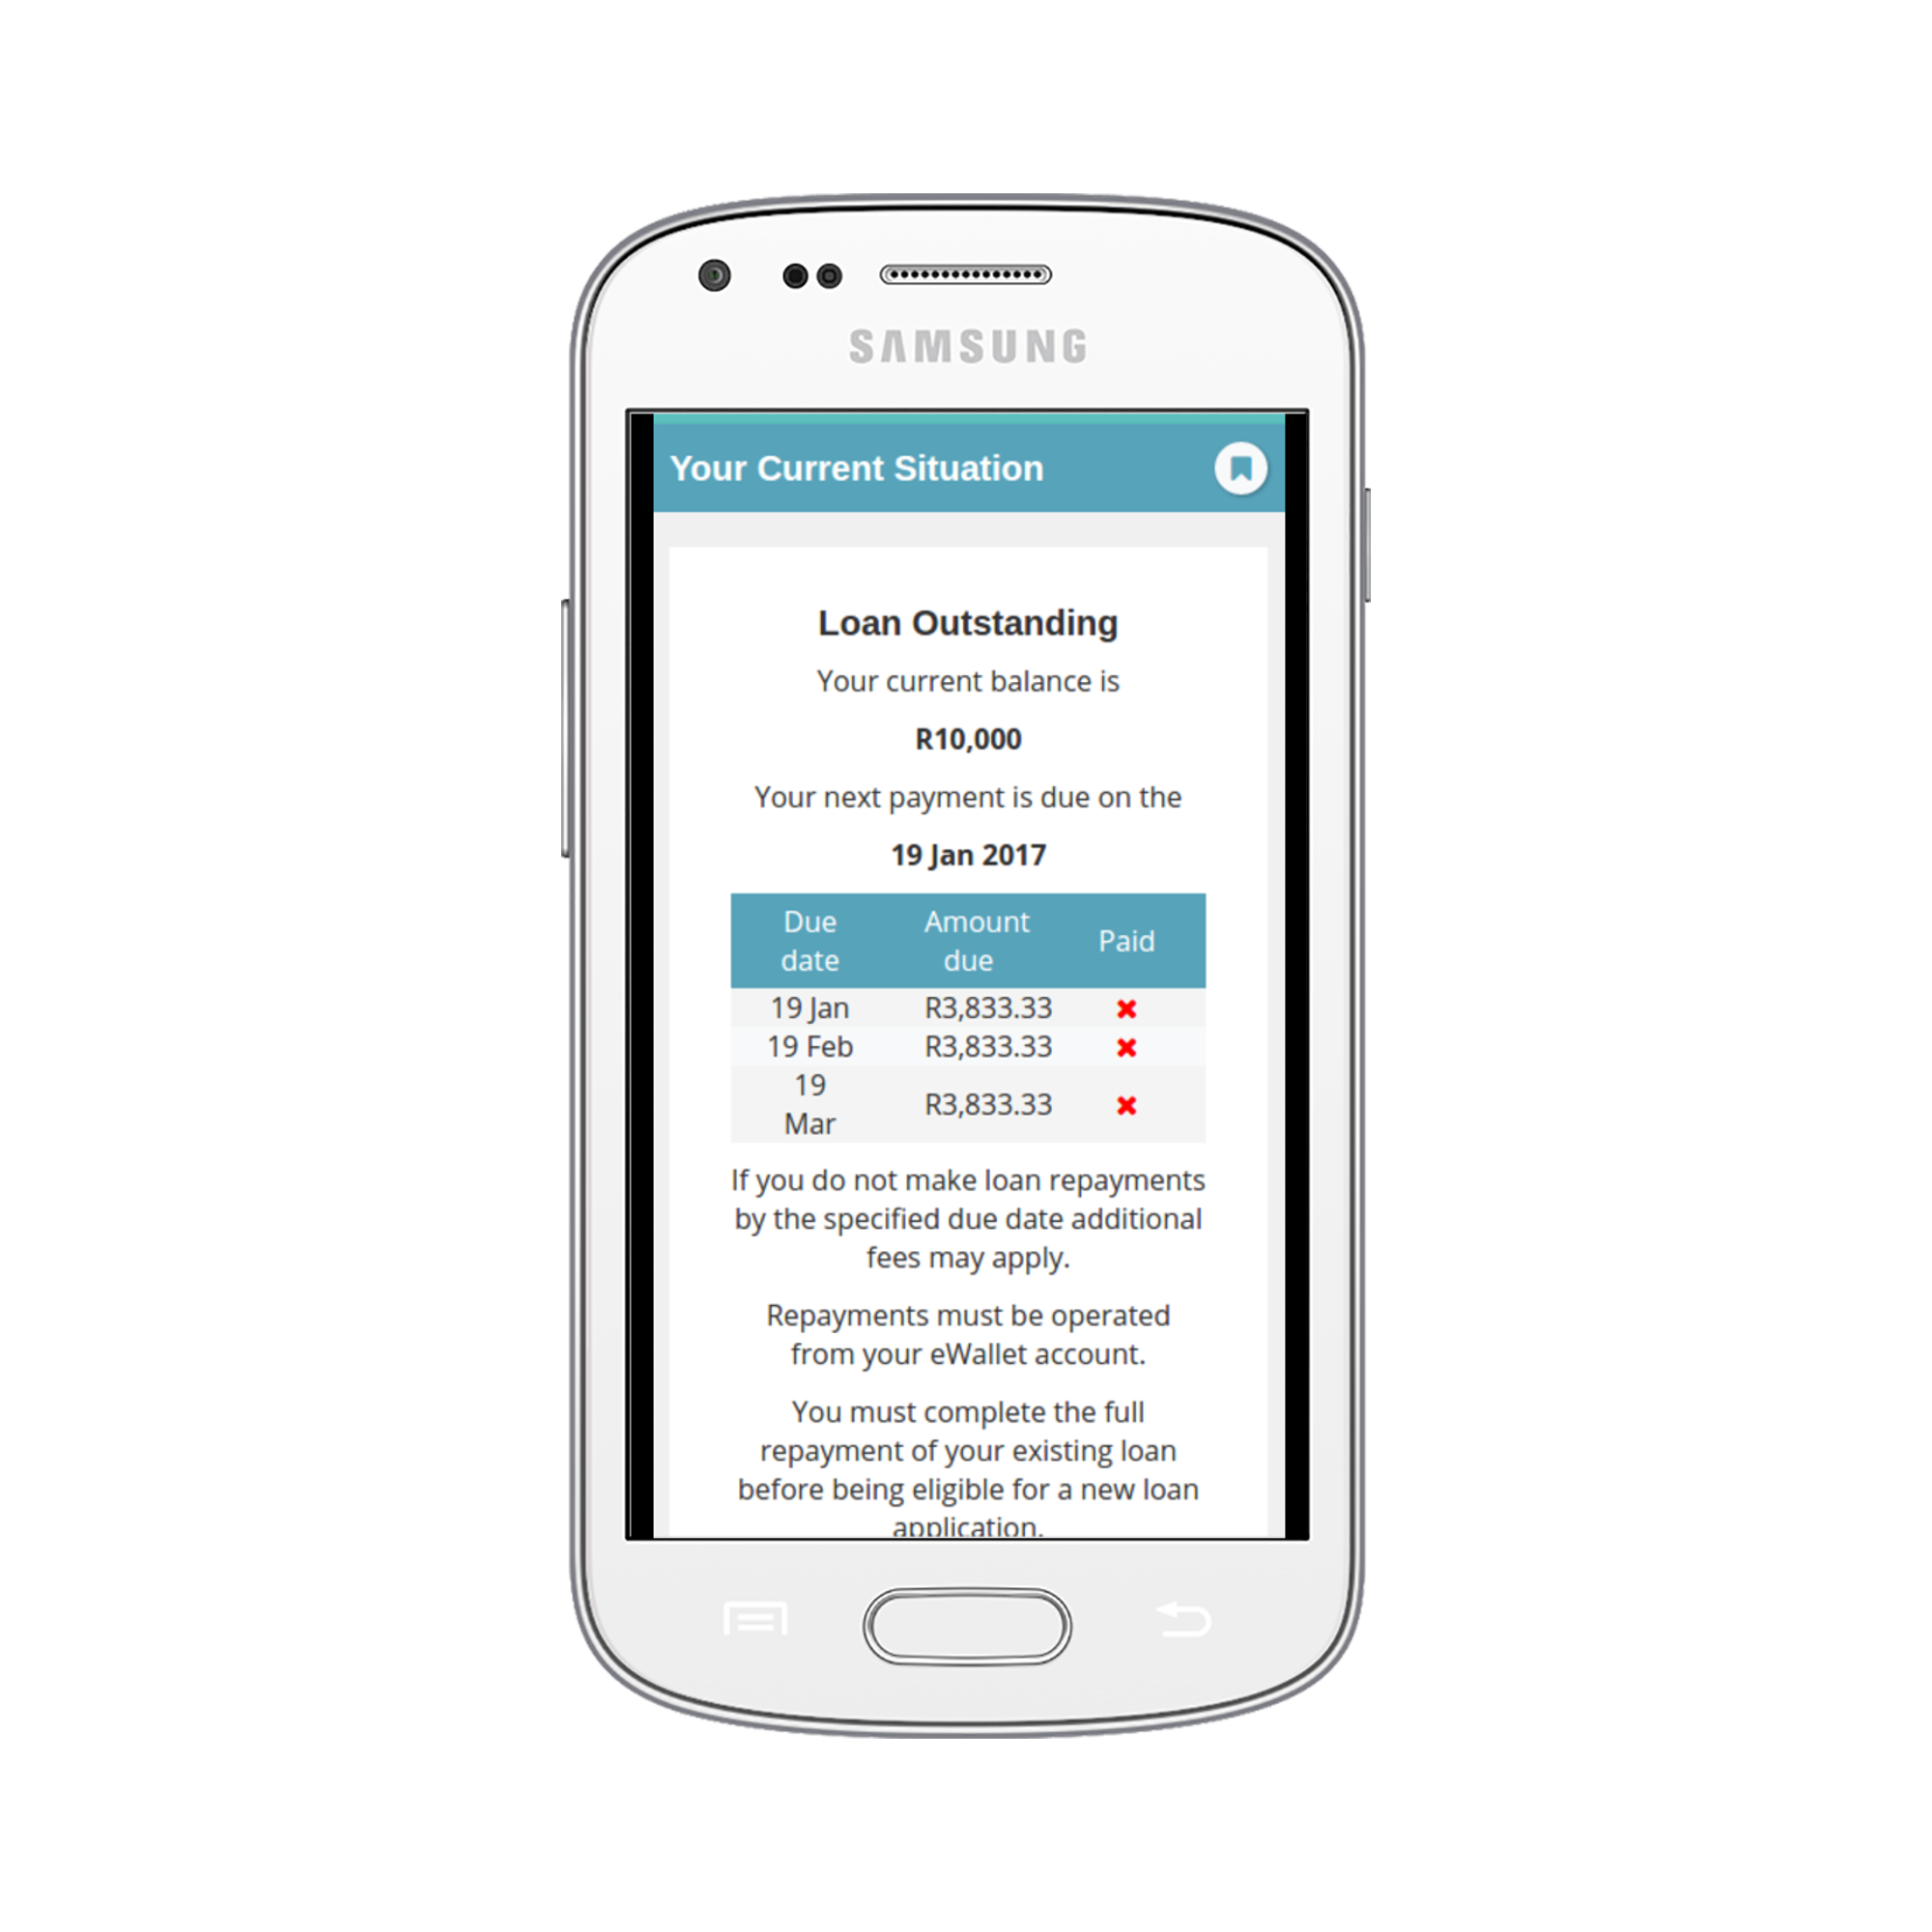 SAMSUNG
Your Current Situation
Loan Outstanding
Your current balance is
R10,000
Your next payment is due on the
19 Jan 2017
Due date Amount due Paid
19 Jan R3,833.33 ✖
19 Feb R3,833.33 ✖
19 Mar R3,833.33 ✖
If you do not make loan repayments
by the specified due date additional
fees may apply.
Repayments must be operated
from your eWallet account.
You must complete the full
repayment of your existing loan
before being eligible for a new loan
application.